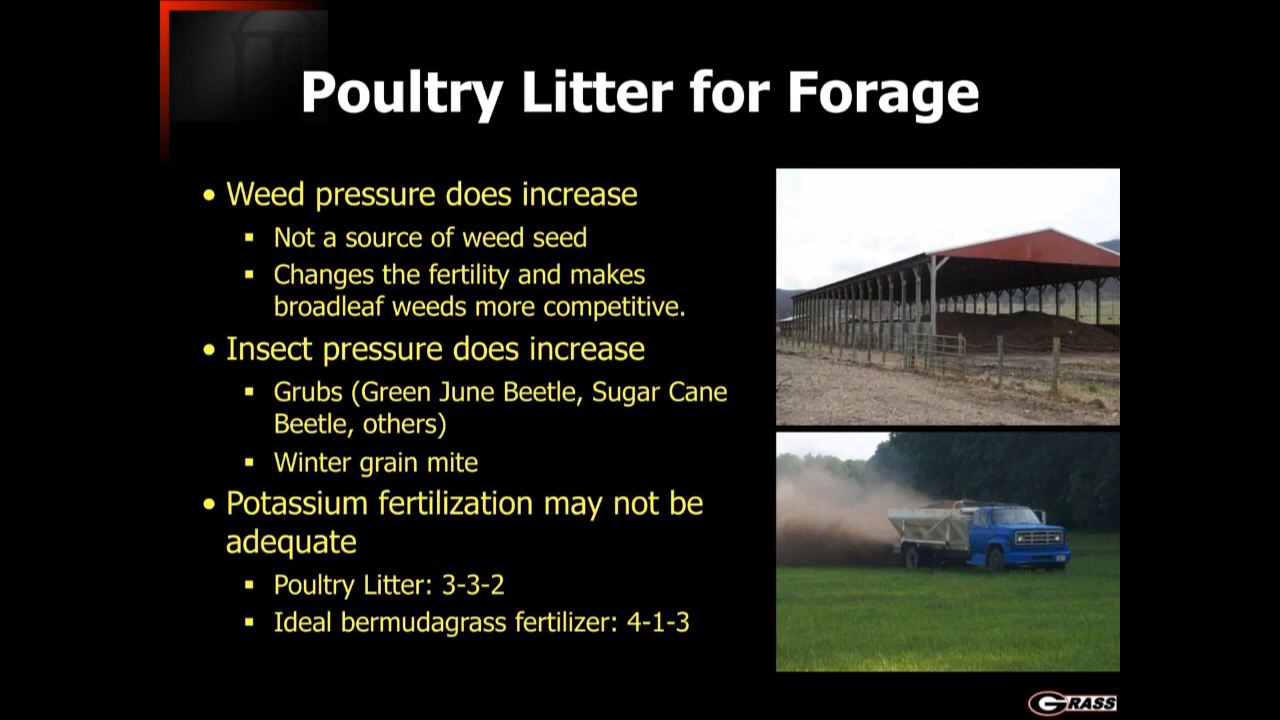 Poultry Litter for Forage
• Weed pressure does increase
▪ Not a source of weed seed
▪ Changes the fertility and makes
broadleaf weeds more competitive.
• Insect pressure does increase
▪ Grubs (Green June Beetle, Sugar Cane
Beetle, others)
▪ Winter grain mite
• Potassium fertilization may not be
adequate
▪ Poultry Litter: 3-3-2
▪ Ideal bermudagrass fertilizer: 4-1-3
GRASS